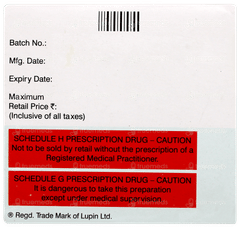 Batch No.:
Mfg. Date:
Expiry Date:
Maximum
Retail Price ₹:
(Inclusive of all taxes)
SCHEDULE H PRESCRIPTION DRUG – CAUTION
Not to be sold by retail without the prescription of a
Registered Medical Practitioner.
SCHEDULE G PRESCRIPTION DRUG – CAUTION
It is dangerous to take this preparation
except under medical supervision.
® Regd. Trade Mark of Lupin Ltd.